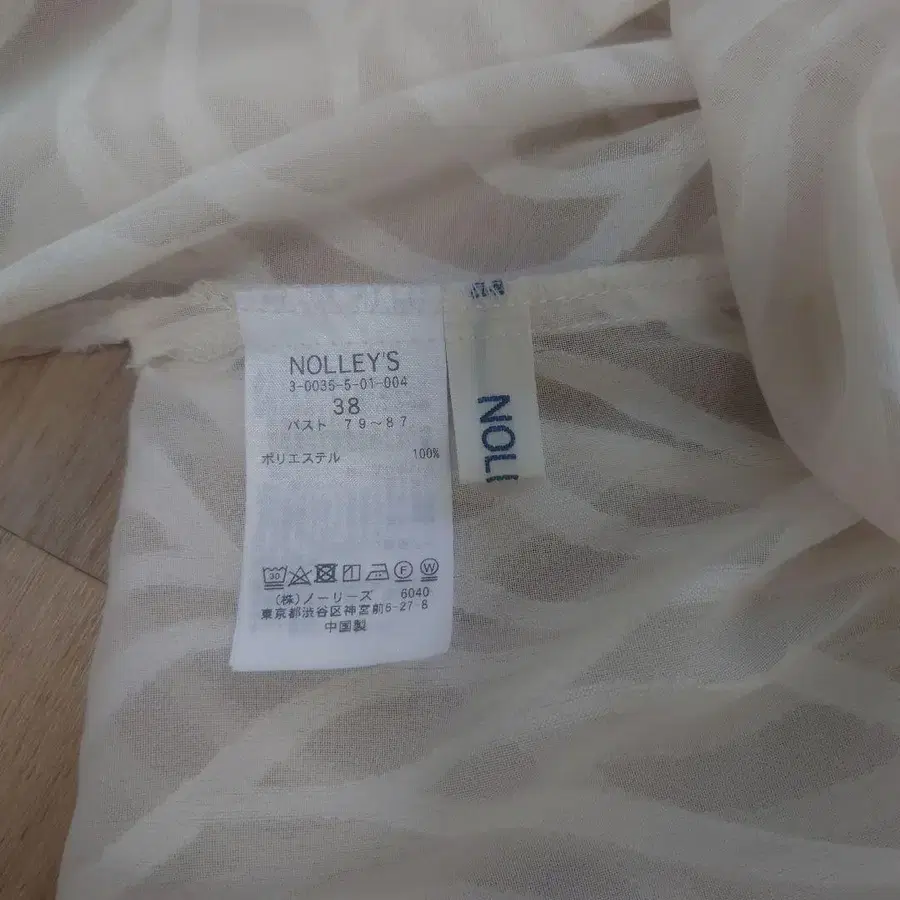 NOLLEY'S
3-0035-5-01-004
38
バスト 79~87
ポリエステル 100%
30
F
W
(株)ノーリーズ 6040
東京都渋谷区神宮前6-27-8
中国製
NOLL